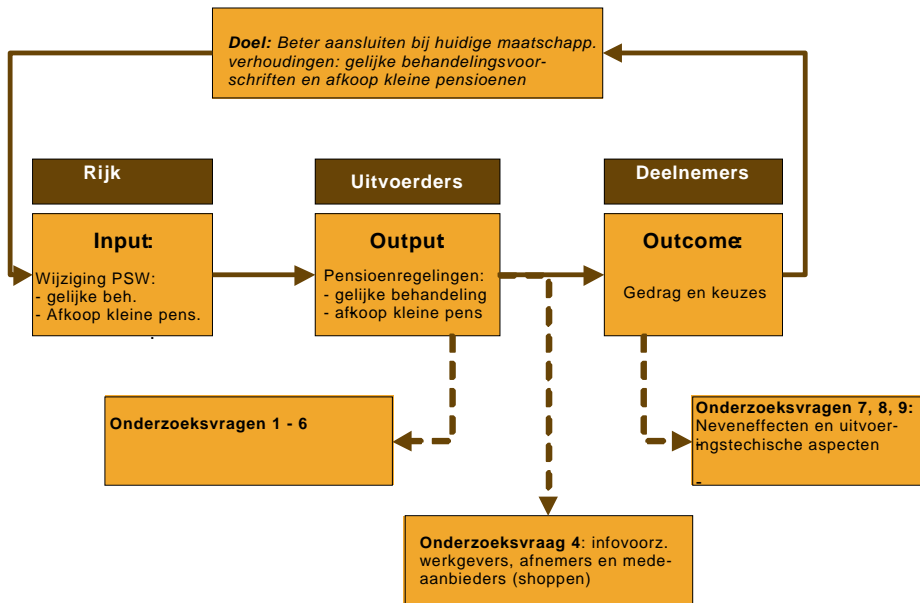 Doel: Beter aansluiten bij huidige maatschapp.
verhoudingen: gelijke behandelingsvoor-
schriften en afkoop kleine pensioenen
Rijk
Uitvoerders
Deelnemers
Input:
Wijziging PSW:
- gelijke beh.
- Afkoop kleine pens.
Output
Pensioenregelingen:
- gelijke behandeling
- afkoop kleine pens
Outcome:
Gedrag en keuzes
Onderzoeksvragen 1 - 6
Onderzoeksvragen 7, 8, 9:
Neveneffecten en uitvoer-
ingstechische aspecten
-
-
Onderzoeksvraag 4: infovoorz.
werkgevers, afnemers en mede-
aanbieders (shoppen)